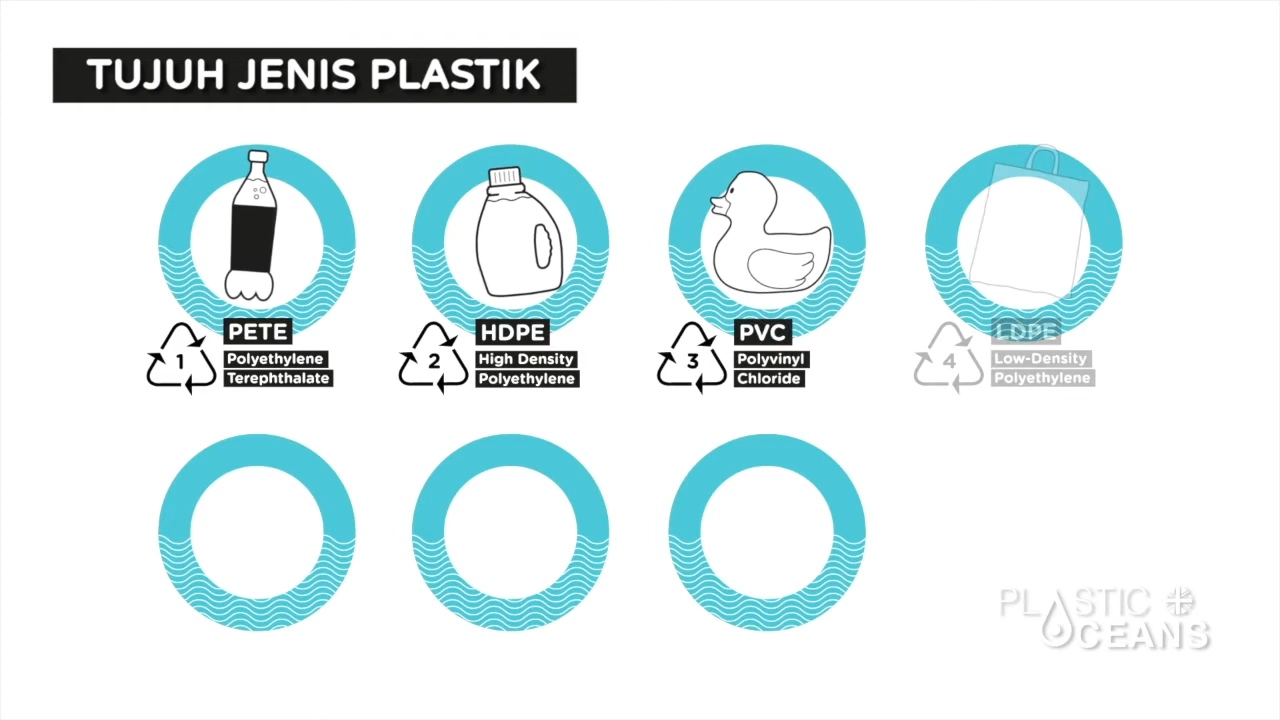 TUJUH JENIS PLASTIK
1
PETE
Polyethylene
Terephthalate
2
HDPE
High Density
Polyethylene
3
PVC
Polyvinyl
Chloride
4
LDPE
Low-Density
Polyethylene
PLASTIC
OCEANS